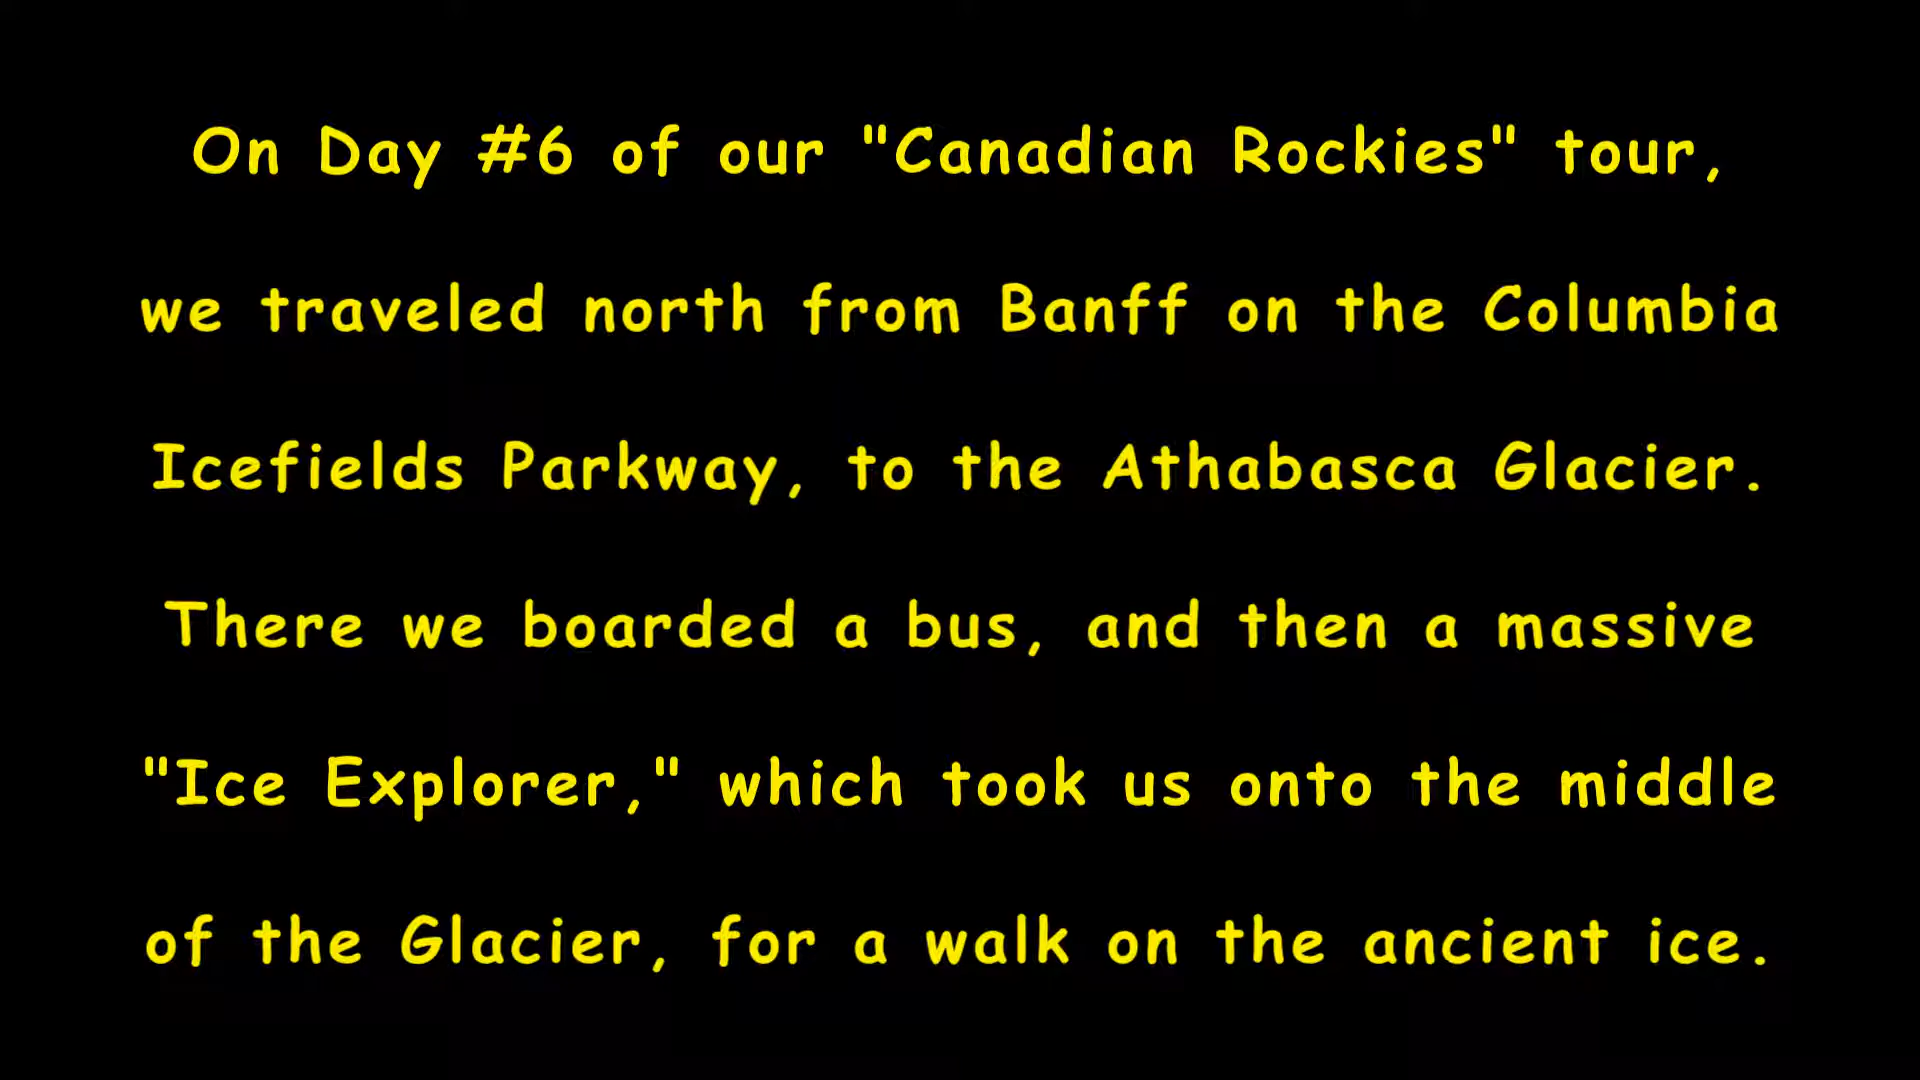 On Day #6 of our "Canadian Rockies" tour,
we traveled north from Banff on the Columbia
Icefields Parkway, to the Athabasca Glacier.
There we boarded a bus, and then a massive
"Ice Explorer," which took us onto the middle
of the Glacier, for a walk on the ancient ice.